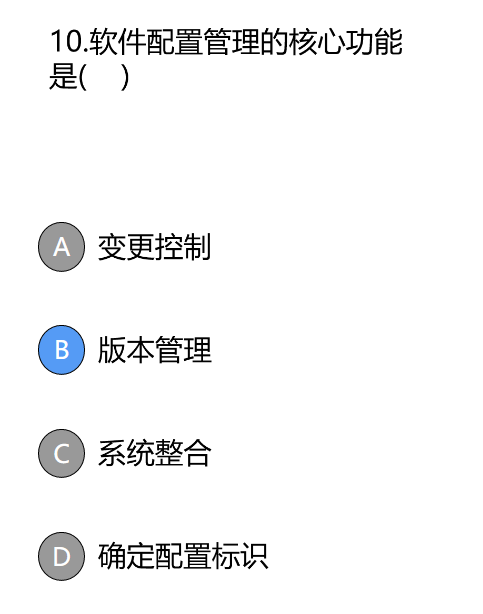 10.软件配置管理的核心功能
是(    )
A 变更控制
B 版本管理
C 系统整合
D 确定配置标识